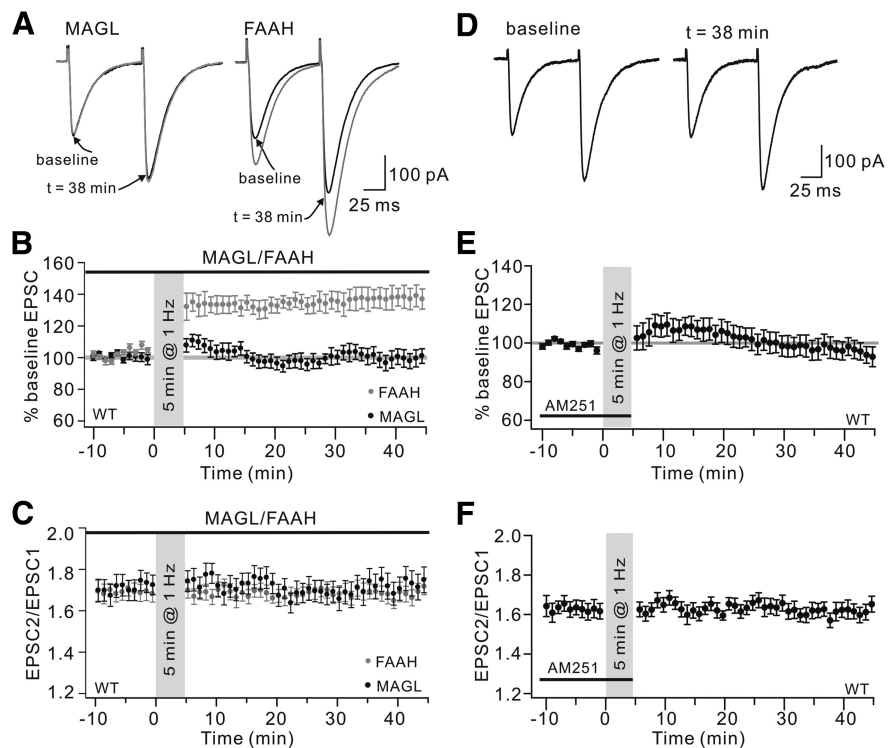 A
MAGL
FAAH
baseline
t = 38 min
baseline
t = 38 min
100 pA
25 ms
B
MAGL/FAAH
% baseline EPSC
160
140
120
100
80
60
5 min @ 1 Hz
WT
FAAH
MAGL
-10
0
10
20
30
40
Time (min)
C
MAGL/FAAH
EPSC2/EPSC1
2.0
1.8
1.6
1.4
1.2
5 min @ 1 Hz
WT
FAAH
MAGL
-10
0
10
20
30
40
Time (min)
D
baseline
t = 38 min
100 pA
25 ms
E
% baseline EPSC
140
120
100
80
60
5 min @ 1 Hz
AM251
WT
-10
0
10
20
30
40
Time (min)
F
EPSC2/EPSC1
2.0
1.8
1.6
1.4
1.2
5 min @ 1 Hz
AM251
WT
-10
0
10
20
30
40
Time (min)